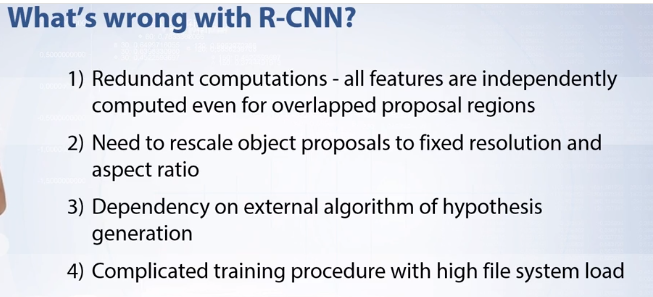 What's wrong with R-CNN?
1) Redundant computations - all features are independently
computed even for overlapped proposal regions
2) Need to rescale object proposals to fixed resolution and
aspect ratio
3) Dependency on external algorithm of hypothesis
generation
4) Complicated training procedure with high file system load